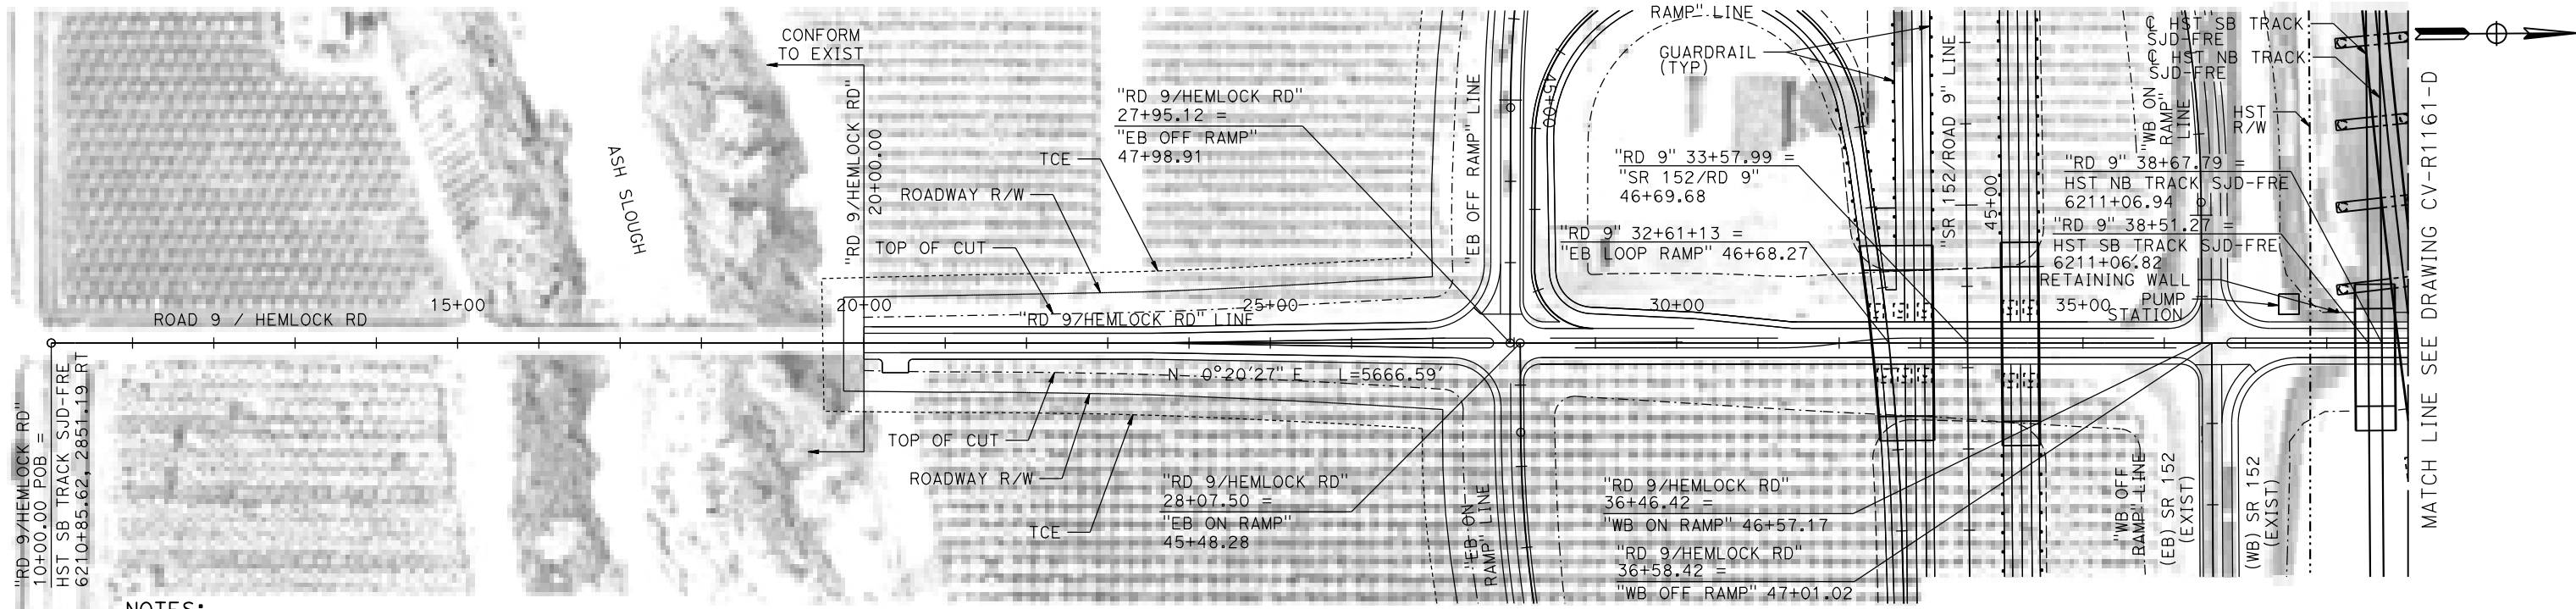 RAMP" LINE
CONFORM
TO EXIST
GUARDRAIL
(TYP)
℄ HST SB TRACK
SJD-FRE
℄ HST NB TRACK
SJD-FRE
"RD 9/HEMLOCK RD"
27+95.12 =
"EB OFF RAMP"
47+98.91
"RD 9/HEMLOCK RD"
20+00.00
"EB OFF RAMP" LINE
45+00
"SR 152/ROAD 9" LINE
45+00
"WB ON
RAMP"
LINE
HST
R/W
ASH SLOUGH
TCE
ROADWAY R/W
TOP OF CUT
"RD 9" 33+57.99 =
"SR 152/RD 9"
46+69.68
"RD 9" 38+67.79 =
HST NB TRACK SJD-FRE
6211+06.94
"RD 9" 32+61+13 =
"EB LOOP RAMP" 46+68.27
"RD 9" 38+51.27 =
HST SB TRACK SJD-FRE
6211+06.82
RETAINING WALL
PUMP
STATION
15+00
20+00
25+00
30+00
35+00
ROAD 9 / HEMLOCK RD
"RD 9/HEMLOCK RD" LINE
N 0°20'27" E L=5666.59'
"RD 9/HEMLOCK RD"
10+00.00 POB =
HST SB TRACK SJD-FRE
6210+85.62, 2851.19 RT
TOP OF CUT
ROADWAY R/W
TCE
"RD 9/HEMLOCK RD"
28+07.50 =
"EB ON RAMP"
45+48.28
"EB ON
RAMP" LINE
"RD 9/HEMLOCK RD"
36+46.42 =
"WB ON RAMP" 46+57.17
"RD 9/HEMLOCK RD"
36+58.42 =
"WB OFF RAMP" 47+01.02
"WB OFF
RAMP" LINE
(EB) SR 152
(EXIST)
(WB) SR 152
(EXIST)
MATCH LINE SEE DRAWING CV-R1161-D
NOTES: